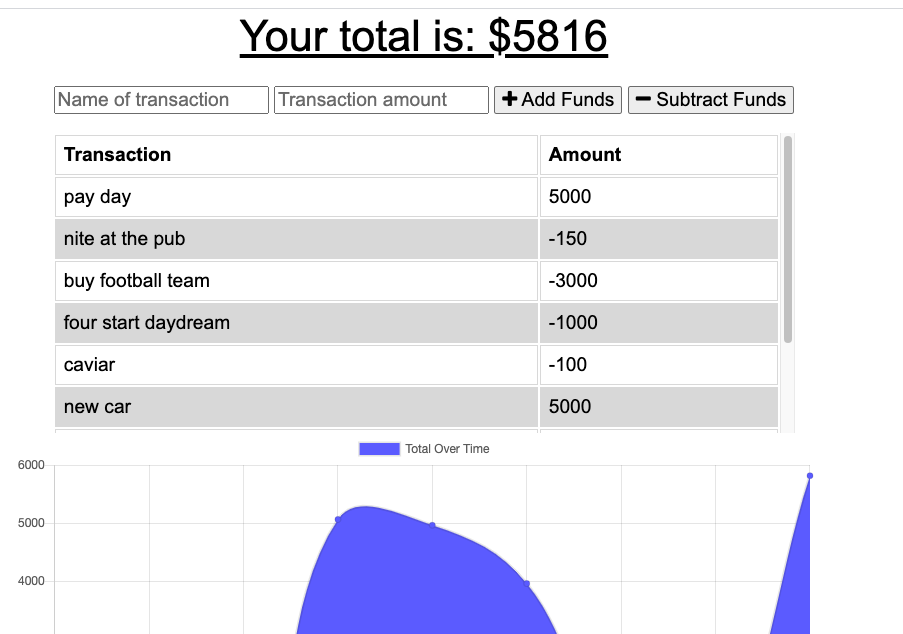 Your total is: $5816
Name of transaction Transaction amount + Add Funds − Subtract Funds
Transaction Amount
pay day 5000
nite at the pub -150
buy football team -3000
four start daydream -1000
caviar -100
new car 5000
Total Over Time
6000
5000
4000